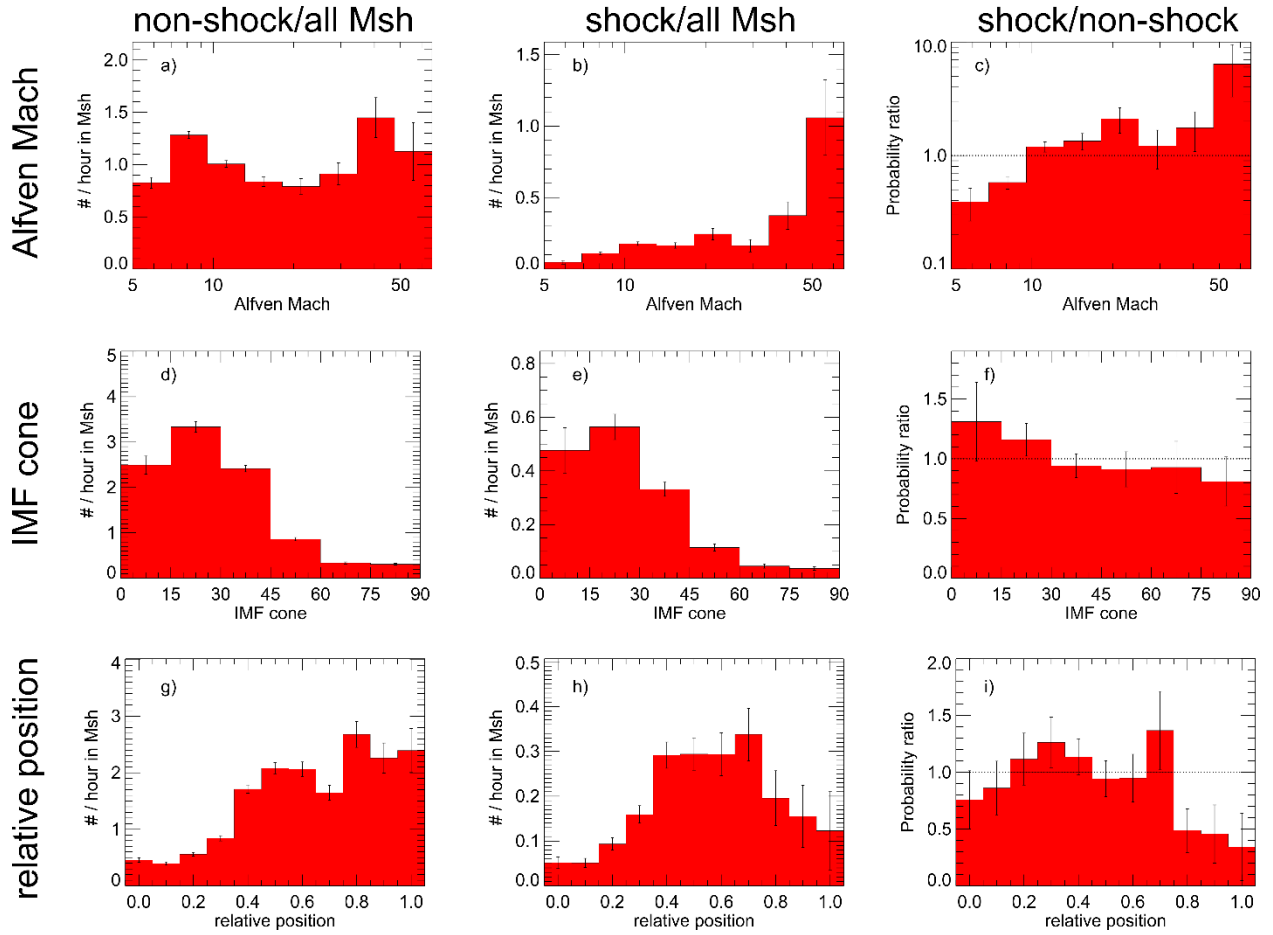 non-shock/all Msh
shock/all Msh
shock/non-shock
Alfven Mach
a)
# / hour in Msh
2.0
1.5
1.0
0.5
0.0
5 10 50
Alfven Mach
b)
# / hour in Msh
1.5
1.0
0.5
0.0
5 10 50
Alfven Mach
c)
Probability ratio
10.0
1.0
0.1
5 10 50
Alfven Mach
IMF cone
d)
# / hour in Msh
5
4
3
2
1
0
0 15 30 45 60 75 90
IMF cone
e)
# / hour in Msh
0.8
0.6
0.4
0.2
0.0
0 15 30 45 60 75 90
IMF cone
f)
Probability ratio
1.5
1.0
0.5
0.0
0 15 30 45 60 75 90
IMF cone
relative position
g)
# / hour in Msh
4
3
2
1
0
0.0 0.2 0.4 0.6 0.8 1.0
relative position
h)
# / hour in Msh
0.5
0.4
0.3
0.2
0.1
0.0
0.0 0.2 0.4 0.6 0.8 1.0
relative position
i)
Probability ratio
2.0
1.5
1.0
0.5
0.0
0.0 0.2 0.4 0.6 0.8 1.0
relative position